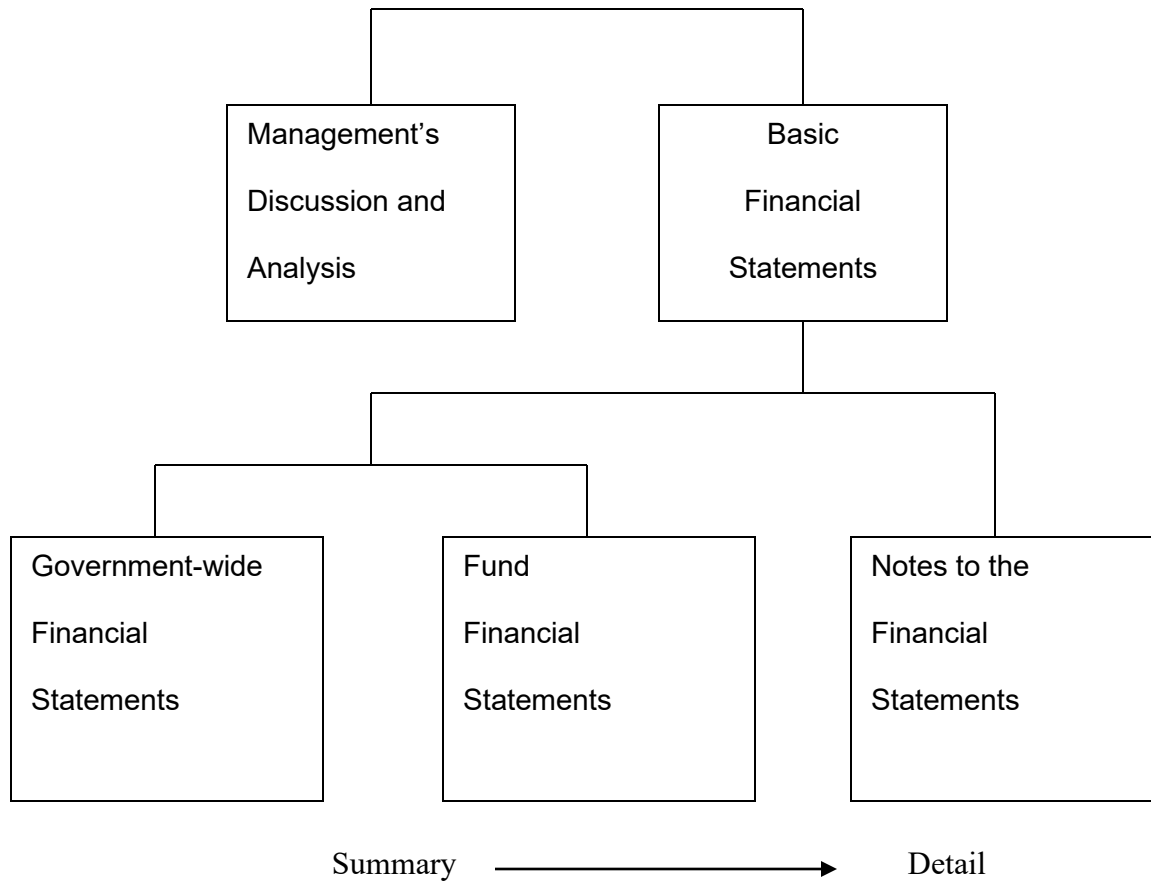 Management’s
Discussion and
Analysis
Basic
Financial
Statements
Government-wide
Financial
Statements
Fund
Financial
Statements
Notes to the
Financial
Statements
Summary
Detail